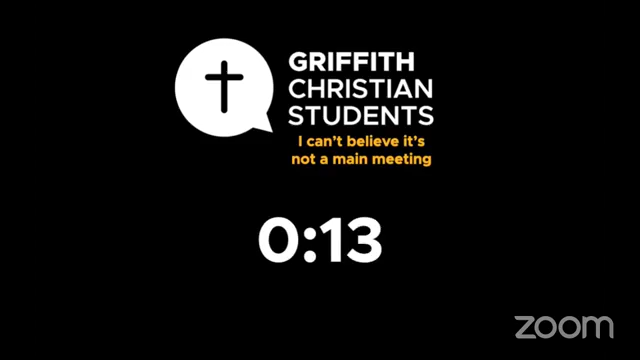 GRIFFITH
CHRISTIAN
STUDENTS
I can't believe it's
not a main meeting
0:13
zoom